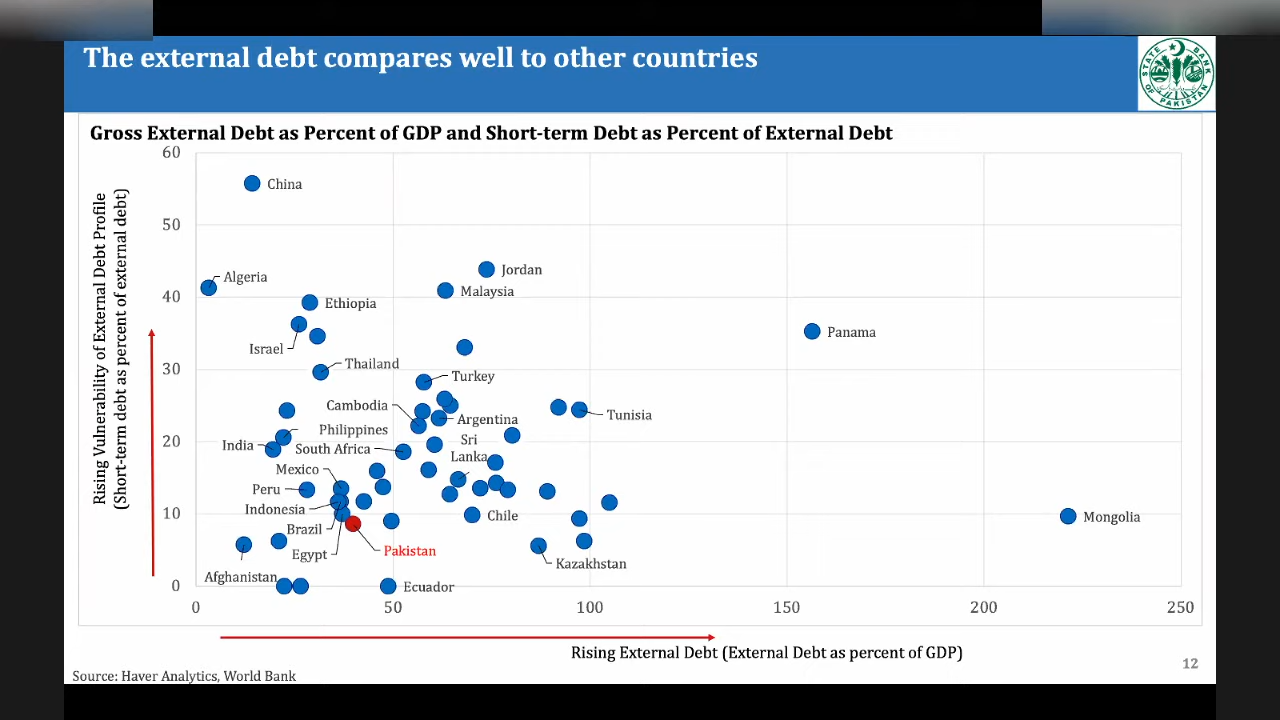 The external debt compares well to other countries
STATE BANK OF PAKISTAN
Gross External Debt as Percent of GDP and Short-term Debt as Percent of External Debt
Rising Vulnerability of External Debt Profile
(Short-term debt as percent of external debt)
60
50
40
30
20
10
0
China
Algeria
Jordan
Malaysia
Ethiopia
Israel
Panama
Thailand
Turkey
Cambodia
Tunisia
Argentina
Philippines
India
South Africa
Sri
Lanka
Mexico
Peru
Indonesia
Chile
Mongolia
Brazil
Egypt
Pakistan
Kazakhstan
Afghanistan
Ecuador
0
50
100
150
200
250
Rising External Debt (External Debt as percent of GDP)
12
Source: Haver Analytics, World Bank